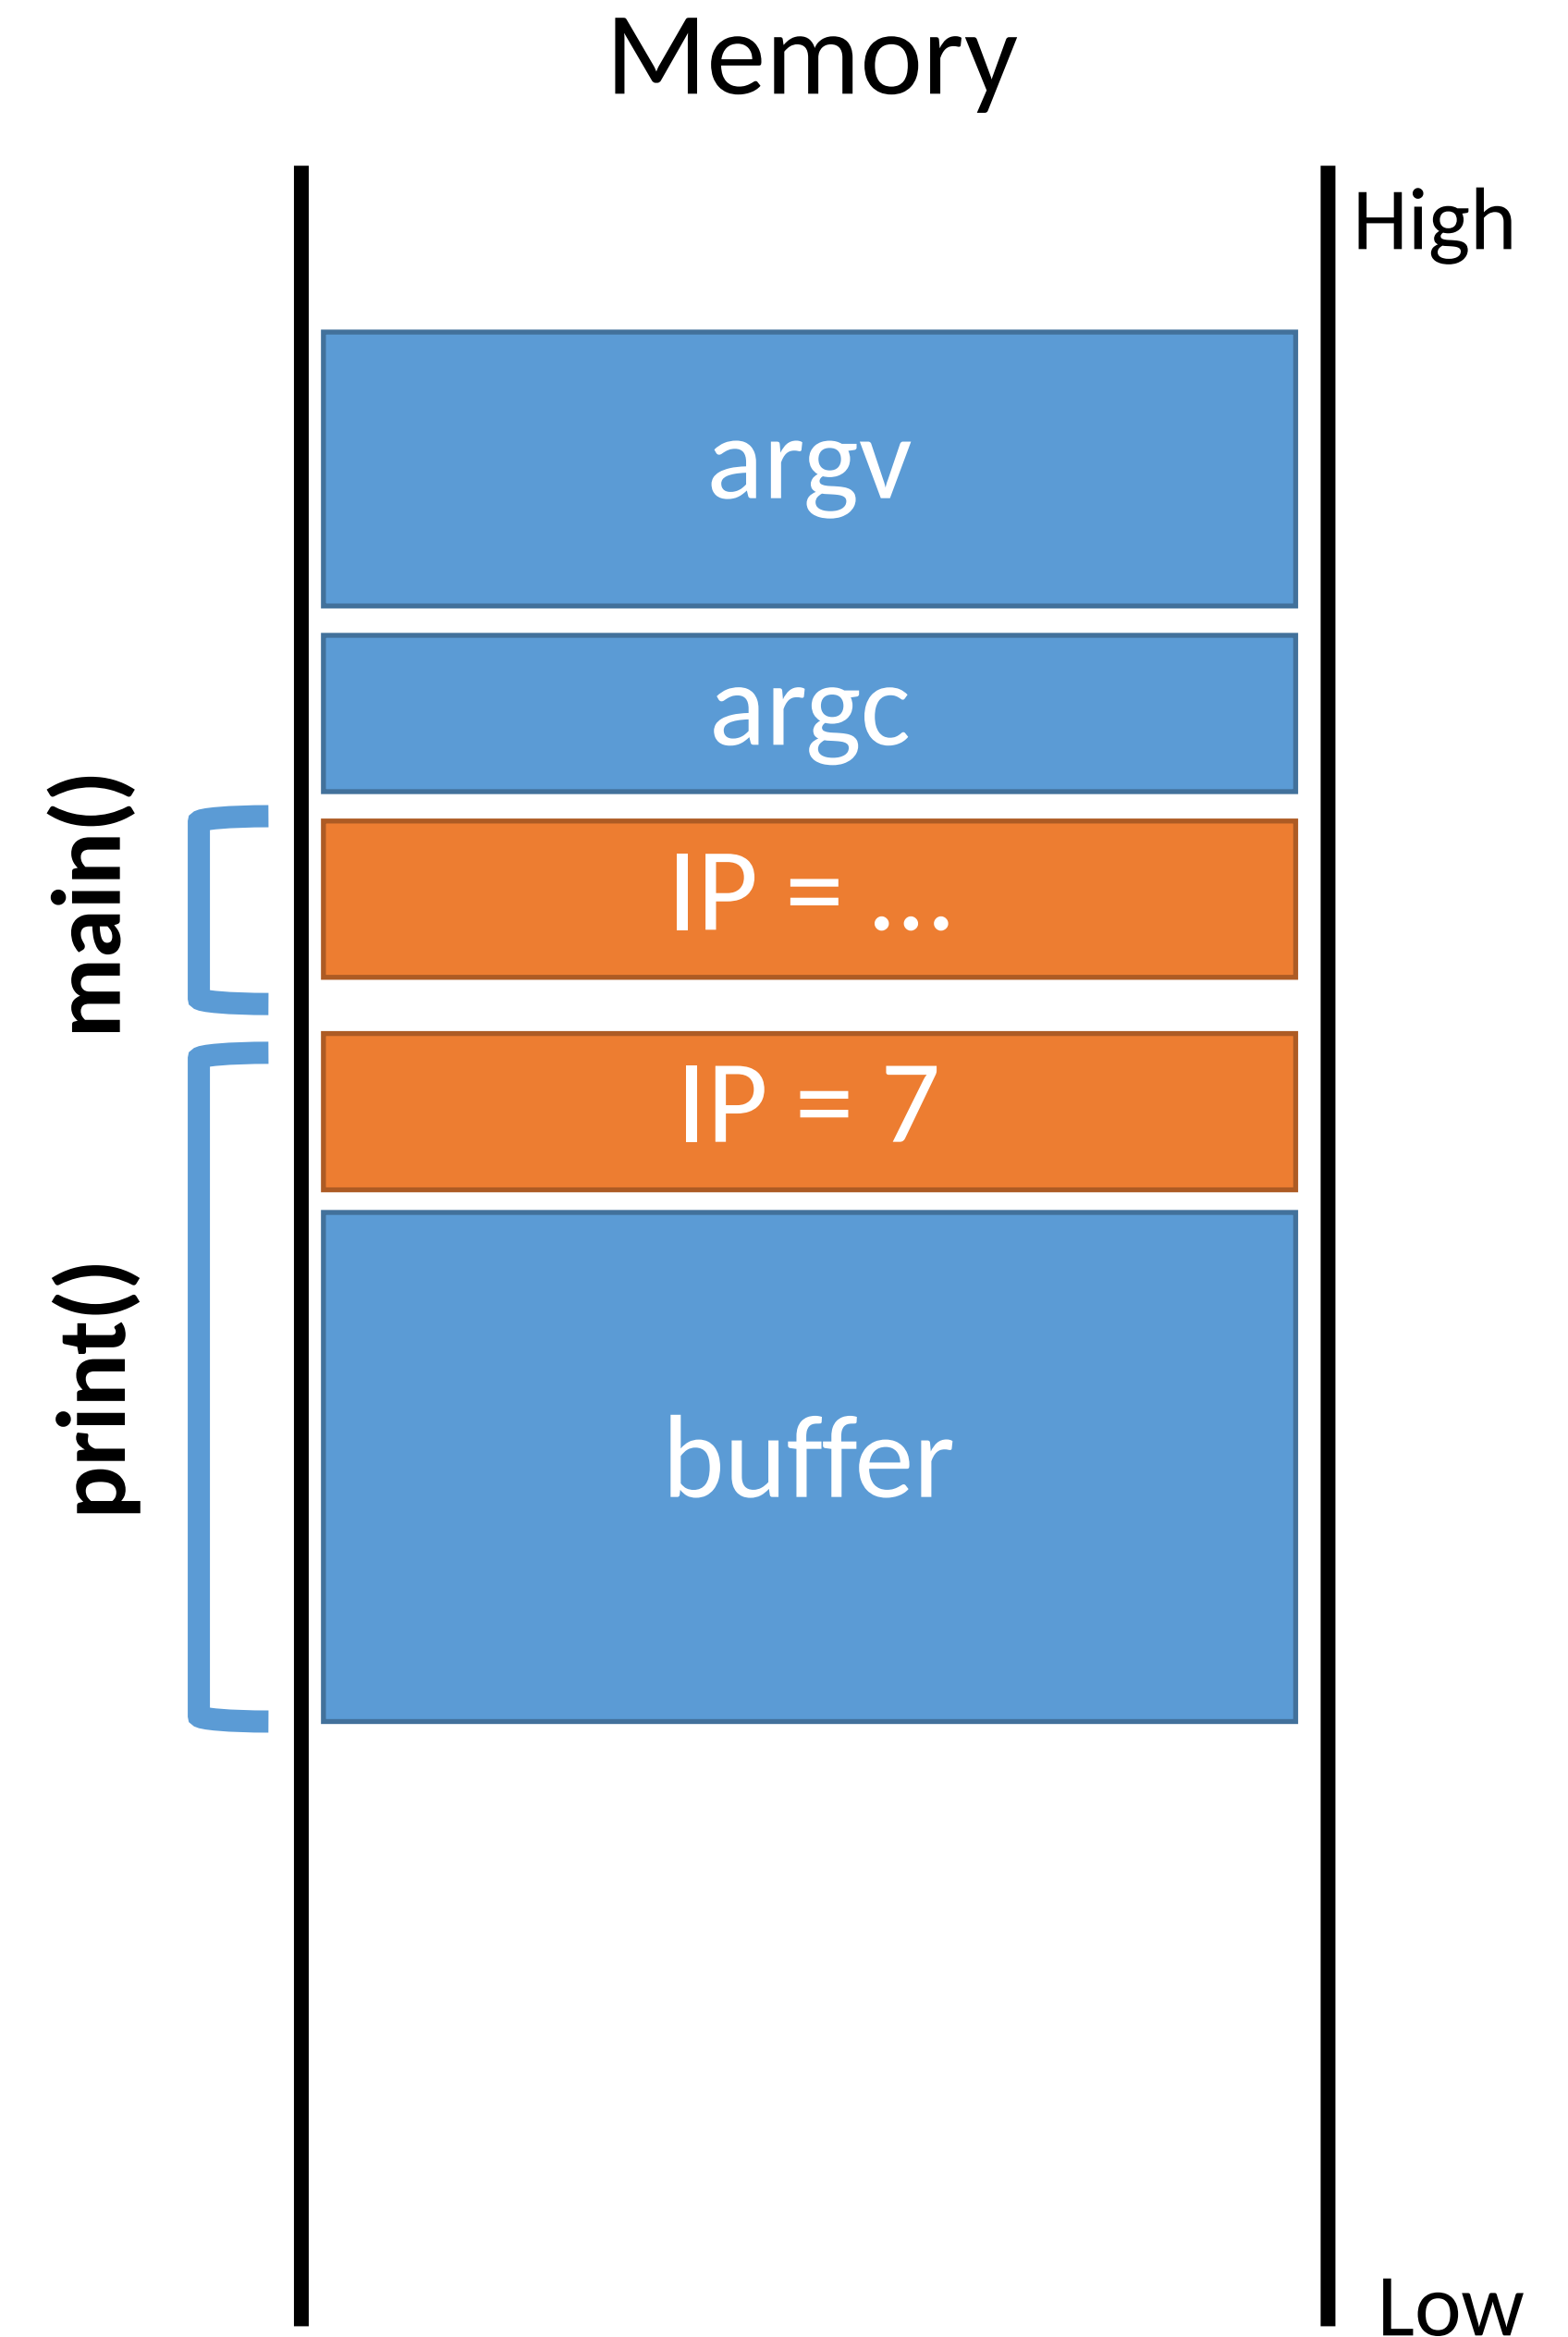 Memory
High
argv
argc
main()
IP = …
IP = 7
print()
buffer
Low